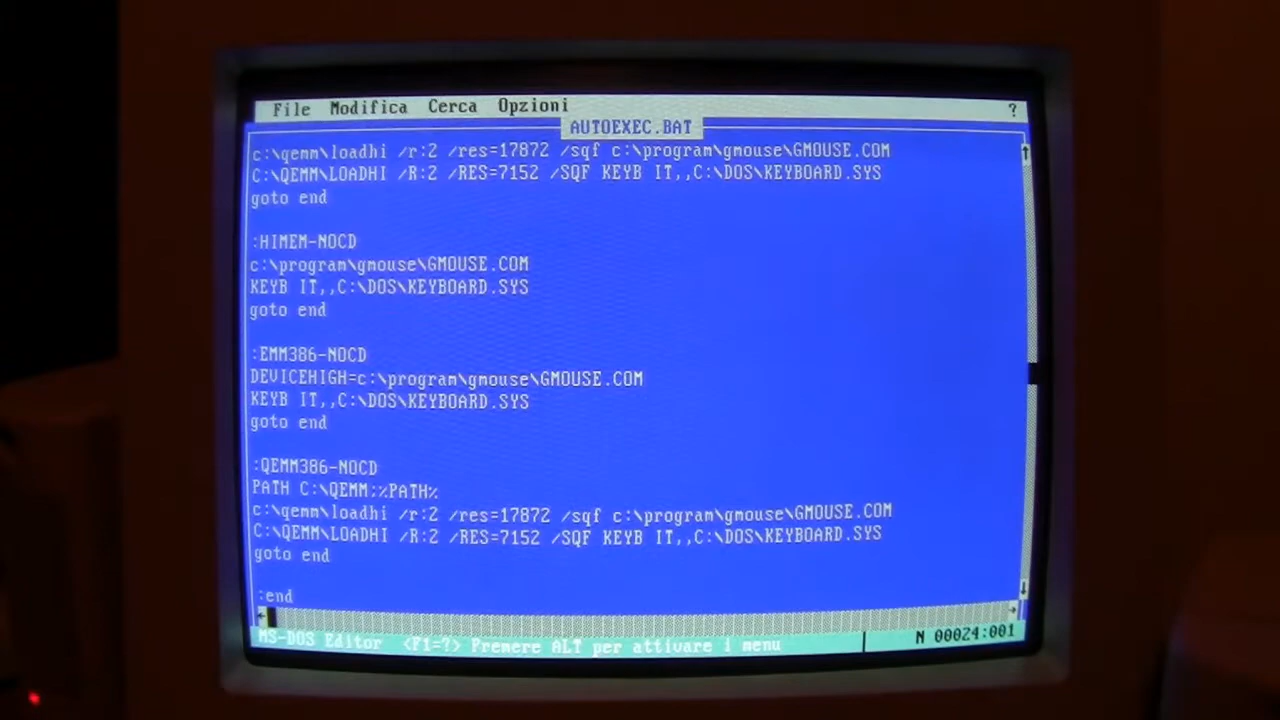 File Modifica Cerca Opzioni ?
AUTOEXEC.BAT
c:\qemm\loadhi /r:2 /res=17872 /sqf c:\program\gmouse\GMOUSE.COM
C:\QEMM\LOADHI /R:2 /RES=7152 /SQF KEYB IT,,C:\DOS\KEYBOARD.SYS
goto end
:HIMEM-NOCD
c:\program\gmouse\GMOUSE.COM
KEYB IT,,C:\DOS\KEYBOARD.SYS
goto end
:EMM386-NOCD
DEVICEHIGH=c:\program\gmouse\GMOUSE.COM
KEYB IT,,C:\DOS\KEYBOARD.SYS
goto end
:QEMM386-NOCD
PATH C:\QEMM;%PATH%
c:\qemm\loadhi /r:2 /res=17872 /sqf c:\program\gmouse\GMOUSE.COM
C:\QEMM\LOADHI /R:2 /RES=7152 /SQF KEYB IT,,C:\DOS\KEYBOARD.SYS
goto end
:end
MS-DOS Editor <F1=?> Premere ALT per attivare i menu N 00024:001